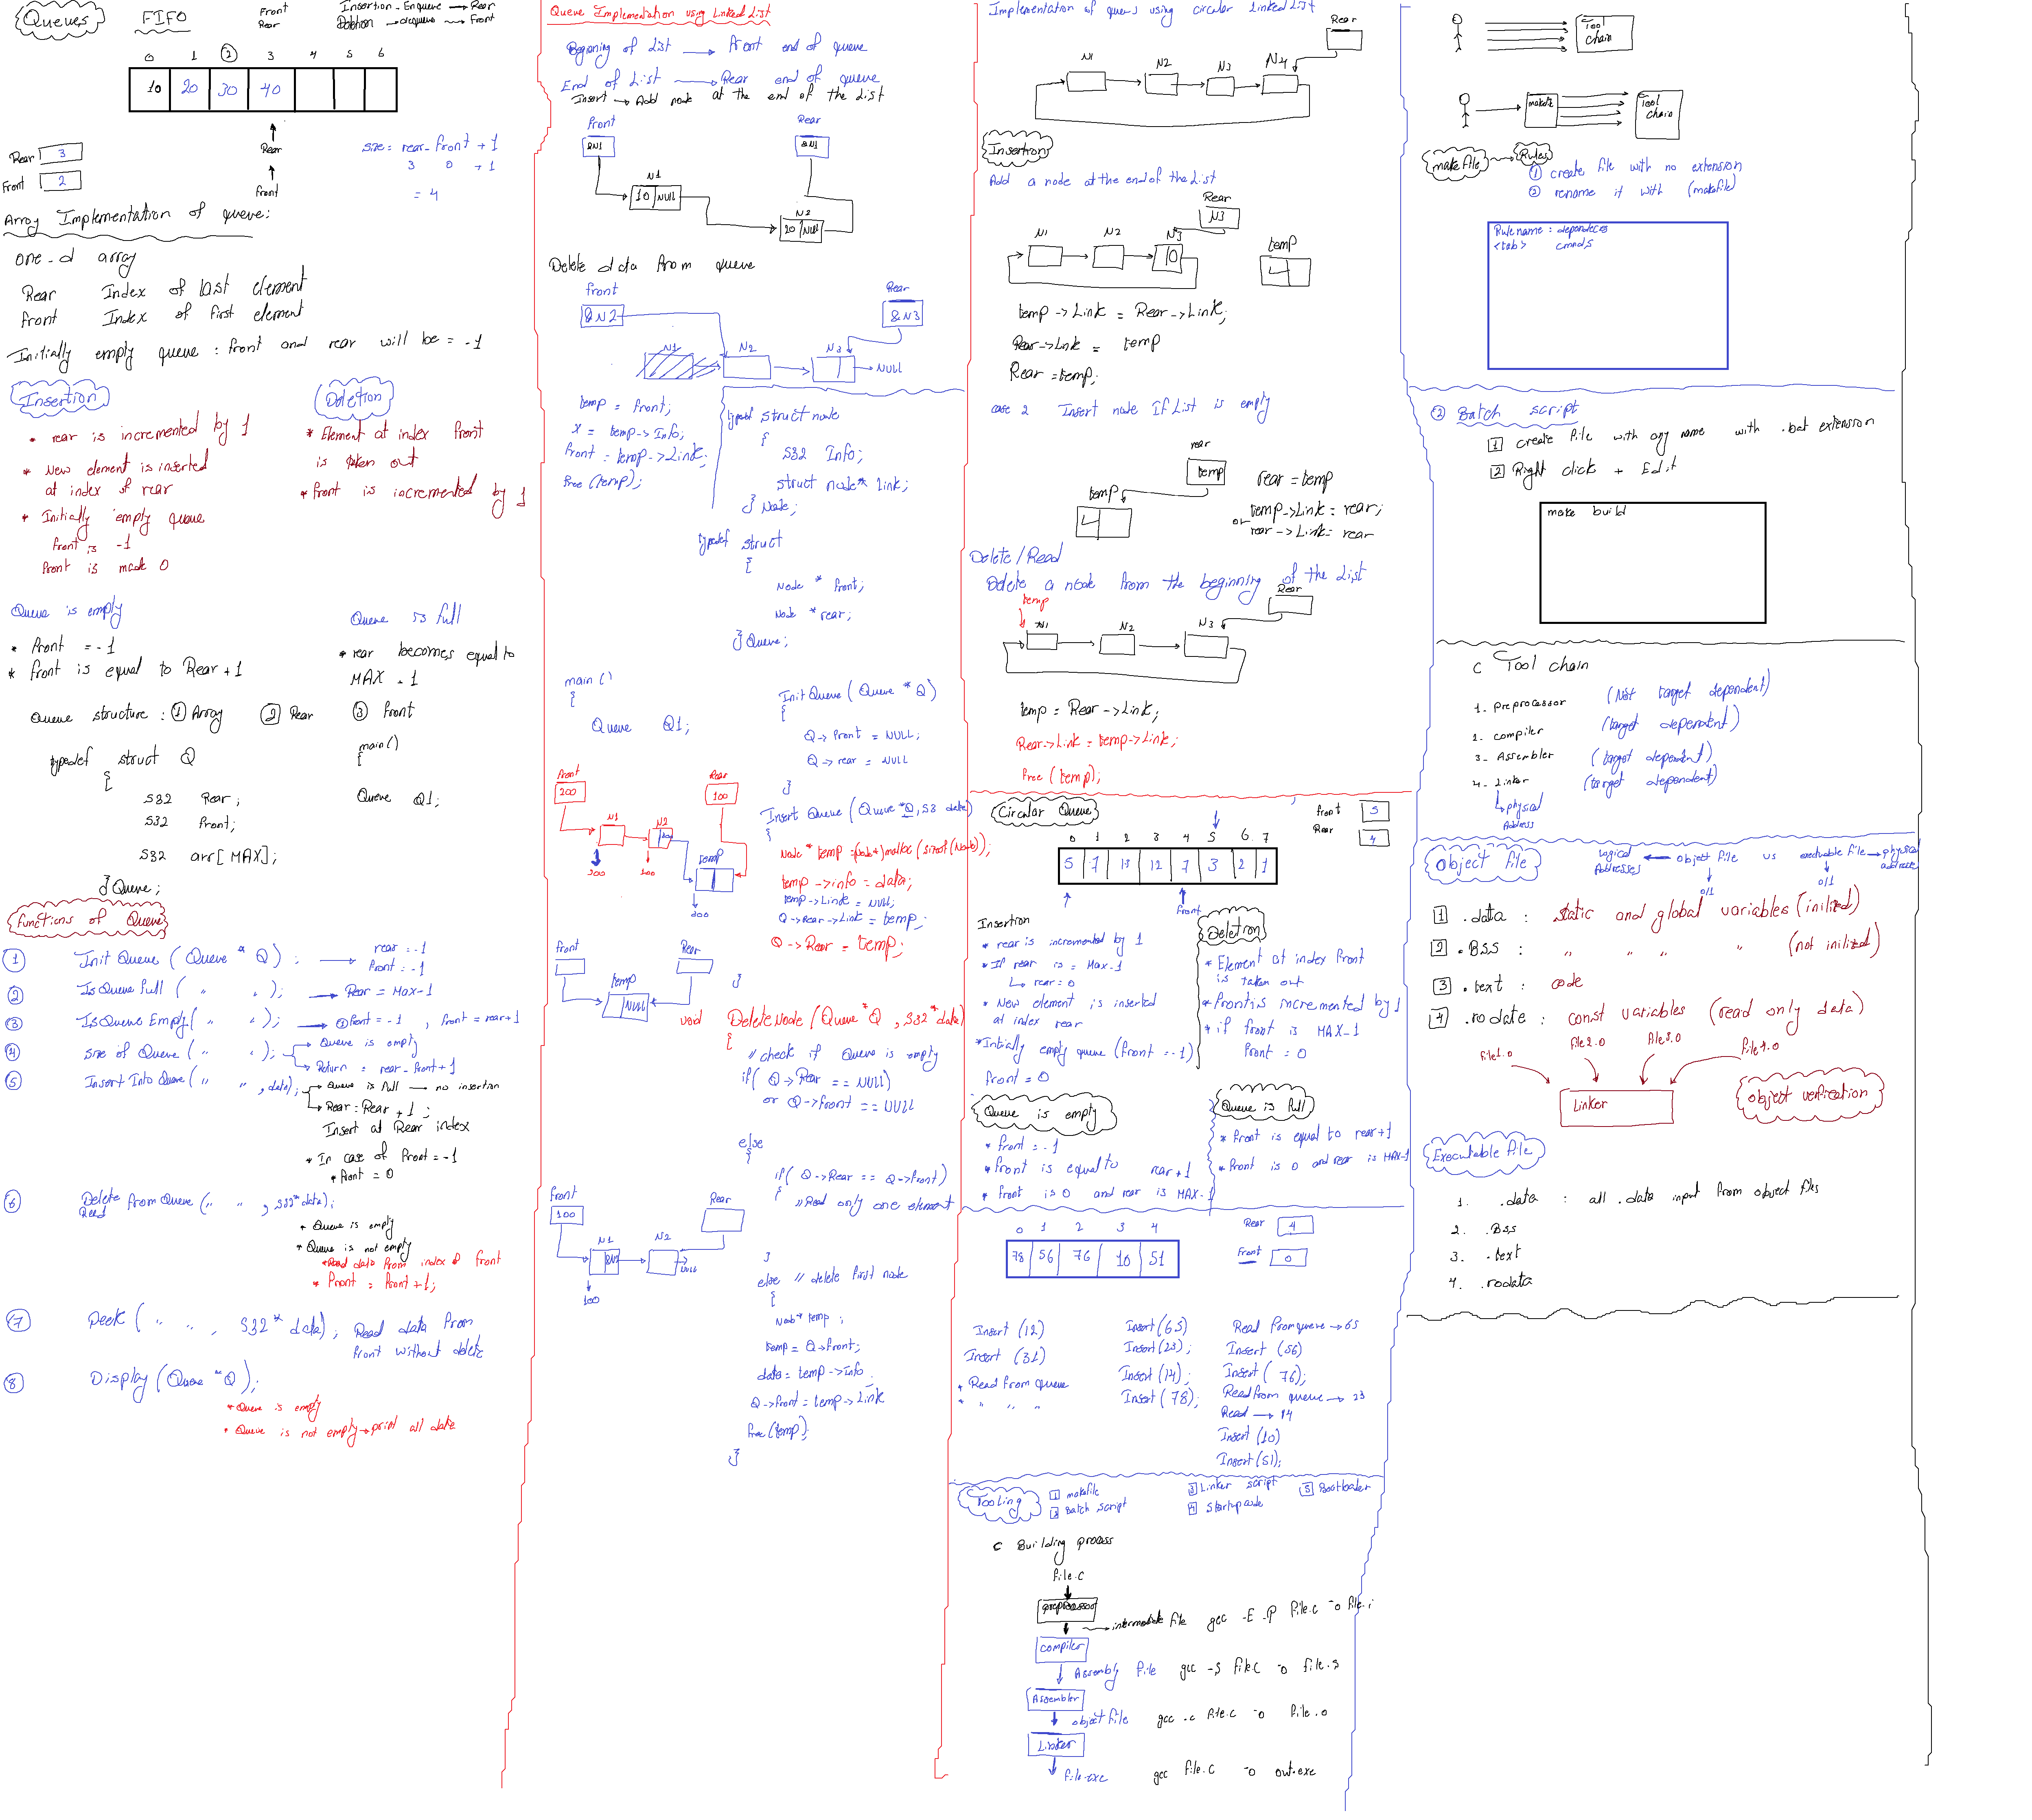 Queues
FIFO
Front
Rear
Insertion - Enqueue → Rear
Deletion → dequeue → Front
0 1 2 3 4 5 6
10 20 30 40
Rear 3
Front 2
Rear
Front
size = rear - front + 1
3 0 + 1
= 4
Array Implementation of queue:
one-d array
Rear Index of last element
Front Index of first element
Initially empty queue : front and rear will be = -1
Insertion
* rear is incremented by 1
* New element is inserted
at index of rear
* Initially empty queue
front is -1
front is made 0
Deletion
* Element at index front
is taken out
* front is incremented by 1
Queue is empty
* front = -1
* front is equal to Rear + 1
Queue is full
* rear becomes equal to
MAX - 1
Queue structure : ① Array ② Rear ③ Front
typedef struct Q
{
S32 Rear;
S32 Front;
S32 arr[MAX];
} Queue;
main()
{
Queue Q1;
Functions of Queue
① Init Queue (Queue * Q); → rear = -1
front = -1
② IsQueue Full ( " " ); → Rear = Max-1
③ IsQueue Empty ( " " ); → ① front = -1 , front = rear+1
④ size of Queue ( " " ); → Queue is empty
→ Return = rear - front + 1
⑤ Insert Into Queue ( " " , data); → Queue is full → no insertion
→ Rear = Rear + 1;
Insert at Rear index
* In case of front = -1
* front = 0
⑥ Delete From Queue ( " " , S32* data);
Read
* Queue is empty
* Queue is not empty
* Read data from index of front
* front = front + 1;
⑦ Peek ( " " , S32* data); Read data from
front without delete
⑧ Display (Queue *Q);
* Queue is empty
* Queue is not empty → print all data
Queue Implementation using Linked List
Begining of List → Front end of queue
End of List → Rear end of queue
Insert → Add node at the end of the List
Front
Rear
&N1
&N1
N1
10 NULL
N2
20 NULL
Delete data from queue
Front
Rear
&N2
&N3
N1 N2 N3
→ NULL
temp = front;
x = temp → Info;
front = temp → Link;
free (temp);
typedef struct node
{
S32 Info;
struct node* Link;
} Node;
typedef struct
{
Node * front;
Node * rear;
} Queue;
main ()
{
Queue Q1;
Init Queue (Queue * Q)
{
Q → front = NULL;
Q → rear = NULL
}
Front
200
Rear
100
N1 N2
temp
200
100
200
Insert Queue (Queue *Q, S3 data)
{
Node * temp = (Node*) malloc (sizeof(Node));
temp → info = data;
temp → Link = NULL;
Q → Rear → Link = temp;
Q → Rear = temp;
}
Front
Rear
temp
NULL
void Delete Node (Queue *Q , S32 *data)
{
// check if Queue is empty
if ( Q → Rear == NULL)
or Q → Front == NULL
else
{
if ( Q → Rear == Q → Front)
{ // Read only one element
}
else // delete first node
{
Node* temp ;
temp = Q → Front;
data = temp → Info
Q → Front = temp → Link
free (temp);
}
Front
100
Rear
N1 N2
NULL
100
Implementation of queues using circular Linked List
Rear
N1 N2 N3 N4
Insertion
Add a node at the end of the List
Rear
N3
N1 N2 N3
10
temp
4
temp -> Link = Rear -> Link;
Rear -> Link = temp
Rear = temp;
case 2 Insert node If List is empty
rear
temp
temp
4
rear = temp
temp -> Link = rear;
or
rear -> Link = rear
Delete / Read
Delete a node from the beginning of the List
Rear
temp
N1 N2 N3
temp = Rear -> Link;
Rear -> Link = temp -> Link;
free (temp);
Circular Queue
front 5
Rear 4
0 1 2 3 4 5 6 7
5 7 13 12 7 3 2 1
front
Insertion
* rear is incremented by 1
* If rear is = Max-1
↳ rear = 0
* New element is inserted
at index rear
* Intially empty queue (front = -1)
front = 0
Deletion
* Element at index front
is taken out
* front is incremented by 1
* if front is MAX-1
front = 0
Queue is empty
* front = -1
* front is equal to rear + 1
* front is 0 and rear is MAX-1
Queue is full
* front is equal to rear+1
* front is 0 and rear is MAX-1
0 1 2 3 4
78 56 76 10 51
Rear 4
Front 0
Insert (12)
Insert (31)
* Read from queue
* " " "
Insert (65)
Insert (23);
Insert (14);
Insert (78);
Read from queue → 65
Insert (56)
Insert (76);
Read from queue → 23
Read → 14
Insert (10)
Insert (51);
Tooling
1 makefile
2 Batch Script
3 Linker script
4 Startup code
5 Bootloader
C Building process
file.c
preprocessor
→ intermediate file gcc -E -P file.c -o file.i
compiler
Assembly file gcc -S file.c -o file.s
Assembler
object file gcc -c file.c -o file.o
Linker
file.exe gcc file.c -o out.exe
Tool
chain
makefile
Tool
chain
makefile → Rules
① create file with no extension
② rename it with (makefile)
Rule name : dependeces
<tab> cmnds
② Batch script
1 create file with any name with .bat extension
2 Right click + Edit
make build
C Tool chain
1. preprocessor (Not target dependent)
2. compiler (target dependent)
3. Assembler (target dependent)
4. Linker (target dependent)
↳ physical
Address
Object file
logical
Addresses ← object file vs executable file → physical
address
0/1
0/1
1 .data : static and global variables (inilized)
2 .BSS : " " " (not inilized)
3 .text : code
4 .rodate : const variables (read only data)
file1.o file2.o file3.o file4.o
Linker
object verification
Executable file
1. .data : all .data input from object files
2. .BSS
3. .text
4. .rodata